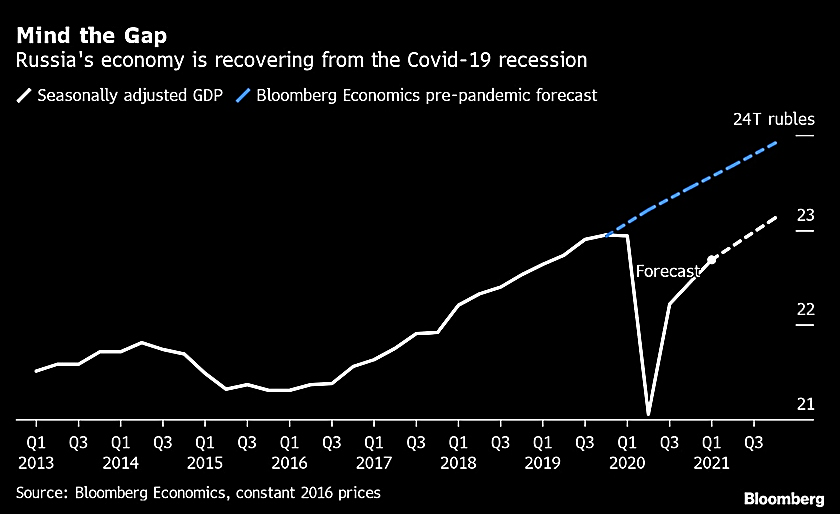 Mind the Gap
Russia's economy is recovering from the Covid-19 recession
Seasonally adjusted GDP Bloomberg Economics pre-pandemic forecast
24T rubles
23
Forecast
22
21
Q1 Q3 Q1 Q3 Q1 Q3 Q1 Q3 Q1 Q3 Q1 Q3 Q1 Q3 Q1 Q3 Q1 Q3
2013 2014 2015 2016 2017 2018 2019 2020 2021
Source: Bloomberg Economics, constant 2016 prices
Bloomberg